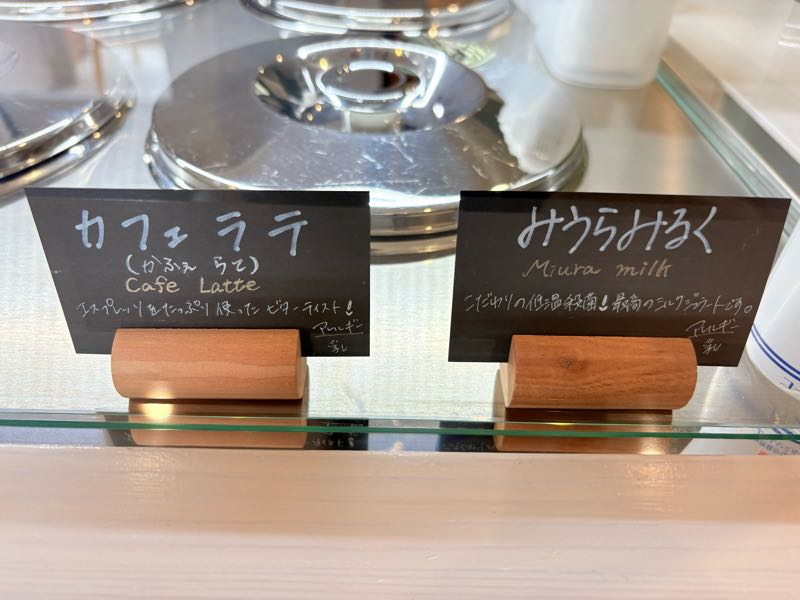 カフェ ラテ
(かふぇ らて)
Cafe Latte
エスプレッソをたっぷり使ったビターテイスト!
アレルギー
乳
みうらみるく
Miura milk
こだわりの低温殺菌!最高のミルクジェラートです。
アレルギー
乳